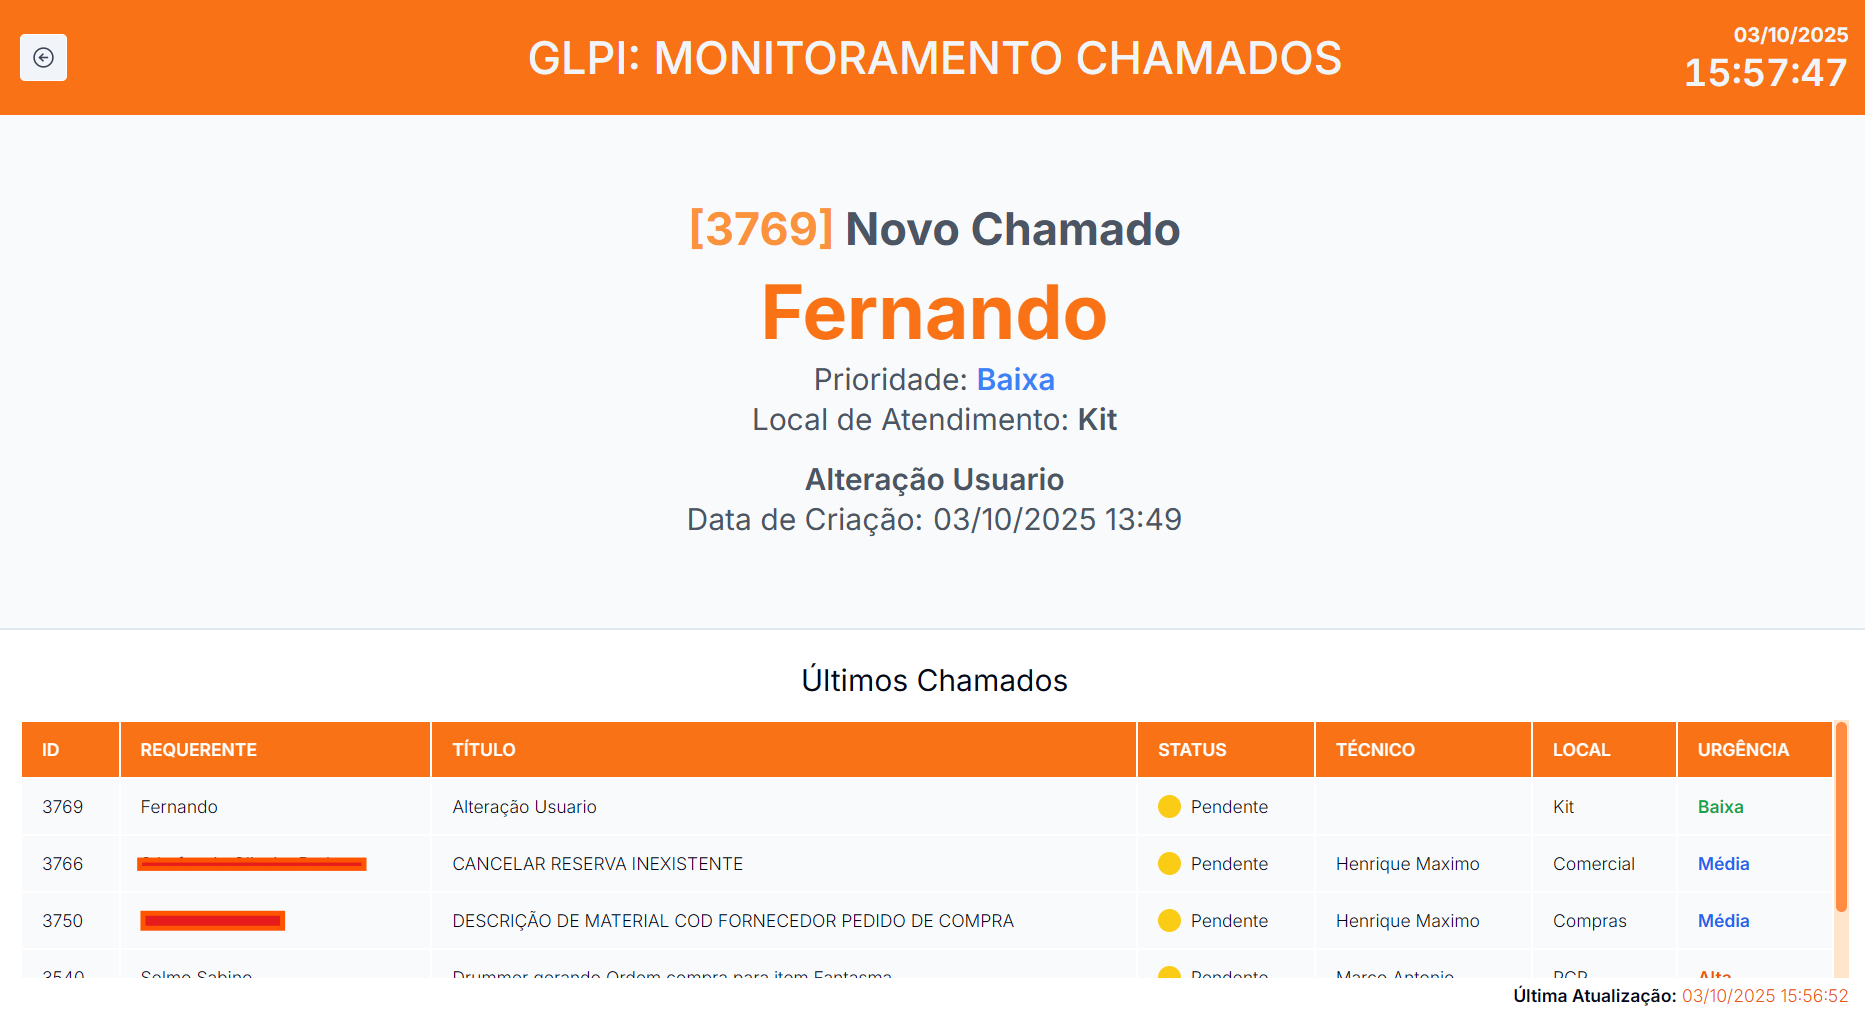 GLPI: MONITORAMENTO CHAMADOS
03/10/2025
15:57:47
[3769] Novo Chamado
Fernando
Prioridade: Baixa
Local de Atendimento: Kit
Alteração Usuario
Data de Criação: 03/10/2025 13:49
Últimos Chamados
ID REQUERENTE TÍTULO STATUS TÉCNICO LOCAL URGÊNCIA
3769 Fernando Alteração Usuario Pendente Kit Baixa
3766 CANCELAR RESERVA INEXISTENTE Pendente Henrique Maximo Comercial Média
3750 DESCRIÇÃO DE MATERIAL COD FORNECEDOR PEDIDO DE COMPRA Pendente Henrique Maximo Compras Média
3540 Selmo Sabino Drummer gerando Ordem compra para item Fantasma Pendente Marco Antonio PCP Alta
Última Atualização: 03/10/2025 15:56:52